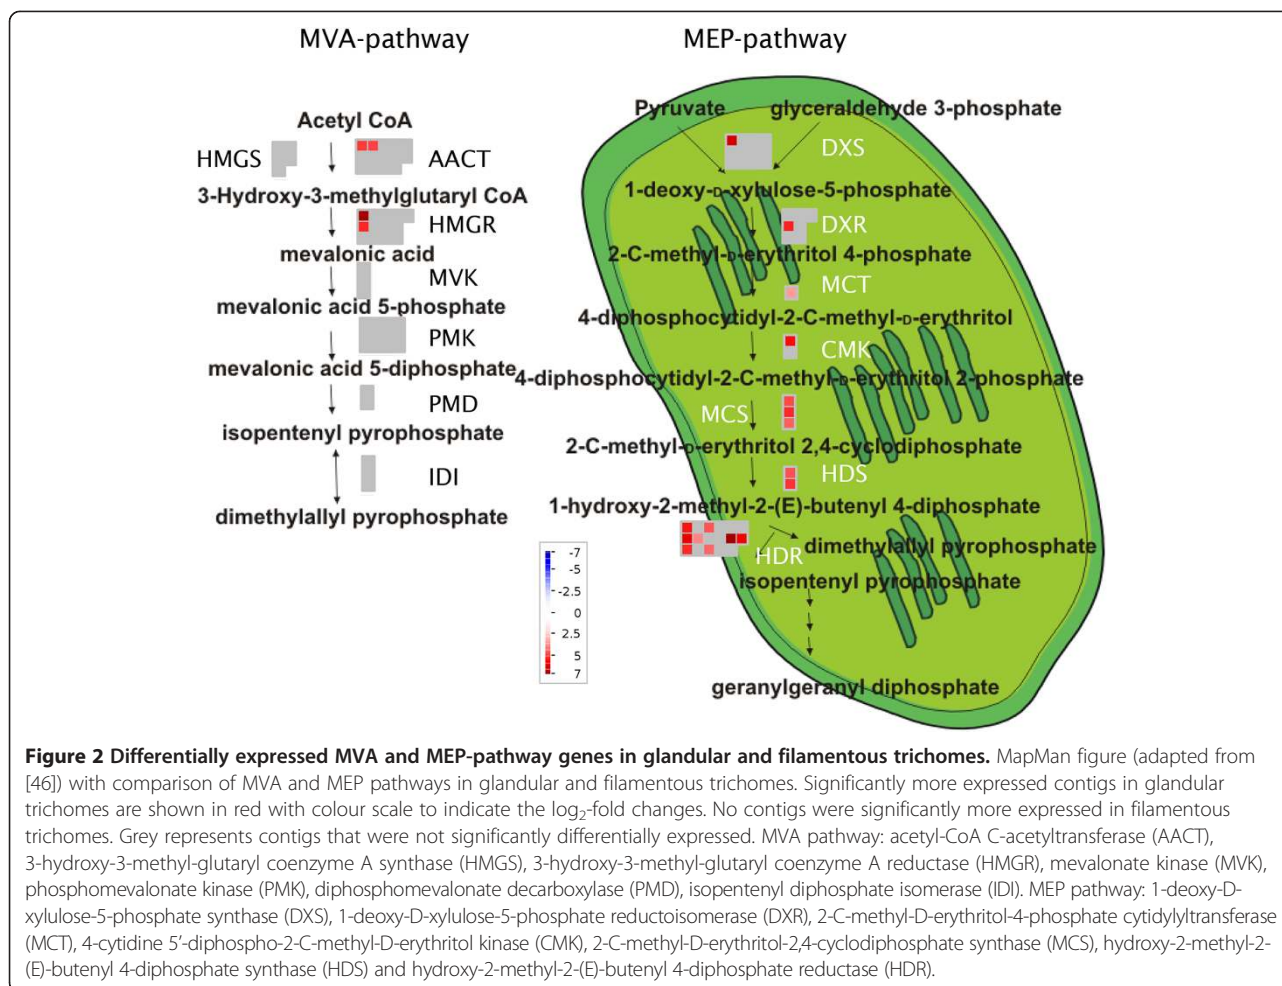 MVA-pathway
MEP-pathway
Acetyl CoA
HMGS
AACT
3-Hydroxy-3-methylglutaryl CoA
HMGR
mevalonic acid
MVK
mevalonic acid 5-phosphate
PMK
mevalonic acid 5-diphosphate
PMD
isopentenyl pyrophosphate
IDI
dimethylallyl pyrophosphate
-7
-5
-2.5
0
2.5
5
7
Pyruvate
glyceraldehyde 3-phosphate
DXS
1-deoxy-D-xylulose-5-phosphate
DXR
2-C-methyl-D-erythritol 4-phosphate
MCT
4-diphosphocytidyl-2-C-methyl-D-erythritol
CMK
4-diphosphocytidyl-2-C-methyl-D-erythritol 2-phosphate
MCS
2-C-methyl-D-erythritol 2,4-cyclodiphosphate
HDS
1-hydroxy-2-methyl-2-(E)-butenyl 4-diphosphate
HDR
dimethylallyl pyrophosphate
isopentenyl pyrophosphate
geranylgeranyl diphosphate
Figure 2 Differentially expressed MVA and MEP-pathway genes in glandular and filamentous trichomes. MapMan figure (adapted from
[46]) with comparison of MVA and MEP pathways in glandular and filamentous trichomes. Significantly more expressed contigs in glandular
trichomes are shown in red with colour scale to indicate the log₂-fold changes. No contigs were significantly more expressed in filamentous
trichomes. Grey represents contigs that were not significantly differentially expressed. MVA pathway: acetyl-CoA C-acetyltransferase (AACT),
3-hydroxy-3-methyl-glutaryl coenzyme A synthase (HMGS), 3-hydroxy-3-methyl-glutaryl coenzyme A reductase (HMGR), mevalonate kinase (MVK),
phosphomevalonate kinase (PMK), diphosphomevalonate decarboxylase (PMD), isopentenyl diphosphate isomerase (IDI). MEP pathway: 1-deoxy-D-
xylulose-5-phosphate synthase (DXS), 1-deoxy-D-xylulose-5-phosphate reductoisomerase (DXR), 2-C-methyl-D-erythritol-4-phosphate cytidylyltransferase
(MCT), 4-cytidine 5′-diphospho-2-C-methyl-D-erythritol kinase (CMK), 2-C-methyl-D-erythritol-2,4-cyclodiphosphate synthase (MCS), hydroxy-2-methyl-2-
(E)-butenyl 4-diphosphate synthase (HDS) and hydroxy-2-methyl-2-(E)-butenyl 4-diphosphate reductase (HDR).